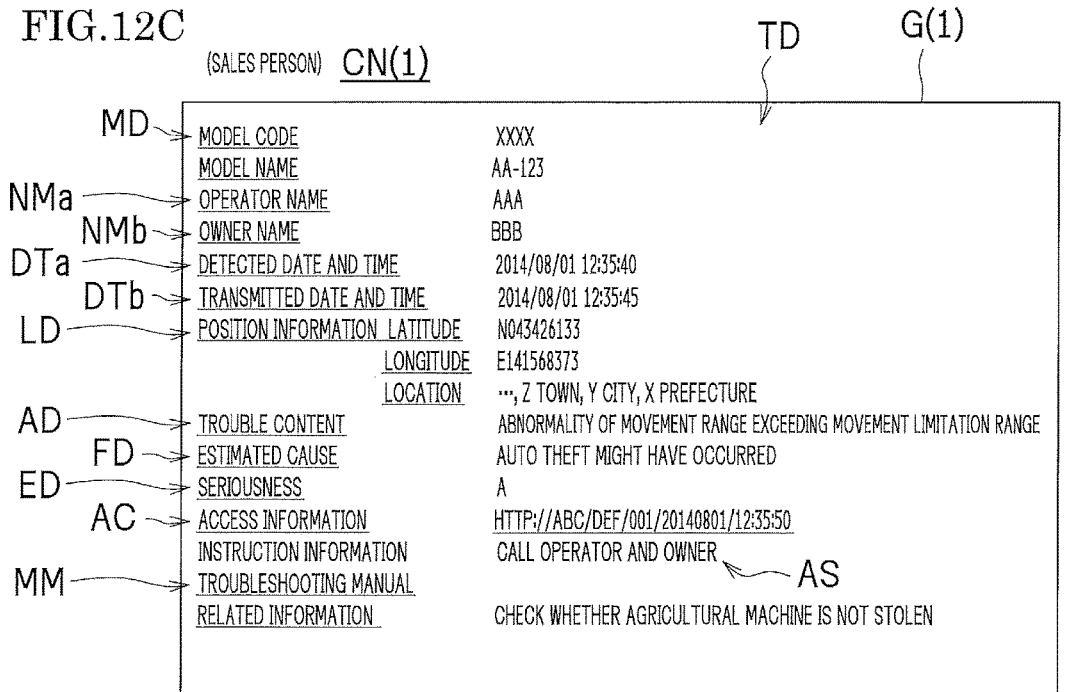 FIG.12C
(SALES PERSON) CN(1)
TD
G(1)
MD MODEL CODE XXXX
MODEL NAME AA-123
NMa OPERATOR NAME AAA
NMb OWNER NAME BBB
DTa DETECTED DATE AND TIME 2014/08/01 12:35:40
DTb TRANSMITTED DATE AND TIME 2014/08/01 12:35:45
LD POSITION INFORMATION LATITUDE N043426133
LONGITUDE E141568373
LOCATION ···, Z TOWN, Y CITY, X PREFECTURE
AD TROUBLE CONTENT ABNORMALITY OF MOVEMENT RANGE EXCEEDING MOVEMENT LIMITATION RANGE
FD ESTIMATED CAUSE AUTO THEFT MIGHT HAVE OCCURRED
ED SERIOUSNESS A
AC ACCESS INFORMATION HTTP://ABC/DEF/001/20140801/12:35:50
INSTRUCTION INFORMATION CALL OPERATOR AND OWNER AS
MM TROUBLESHOOTING MANUAL
RELATED INFORMATION CHECK WHETHER AGRICULTURAL MACHINE IS NOT STOLEN